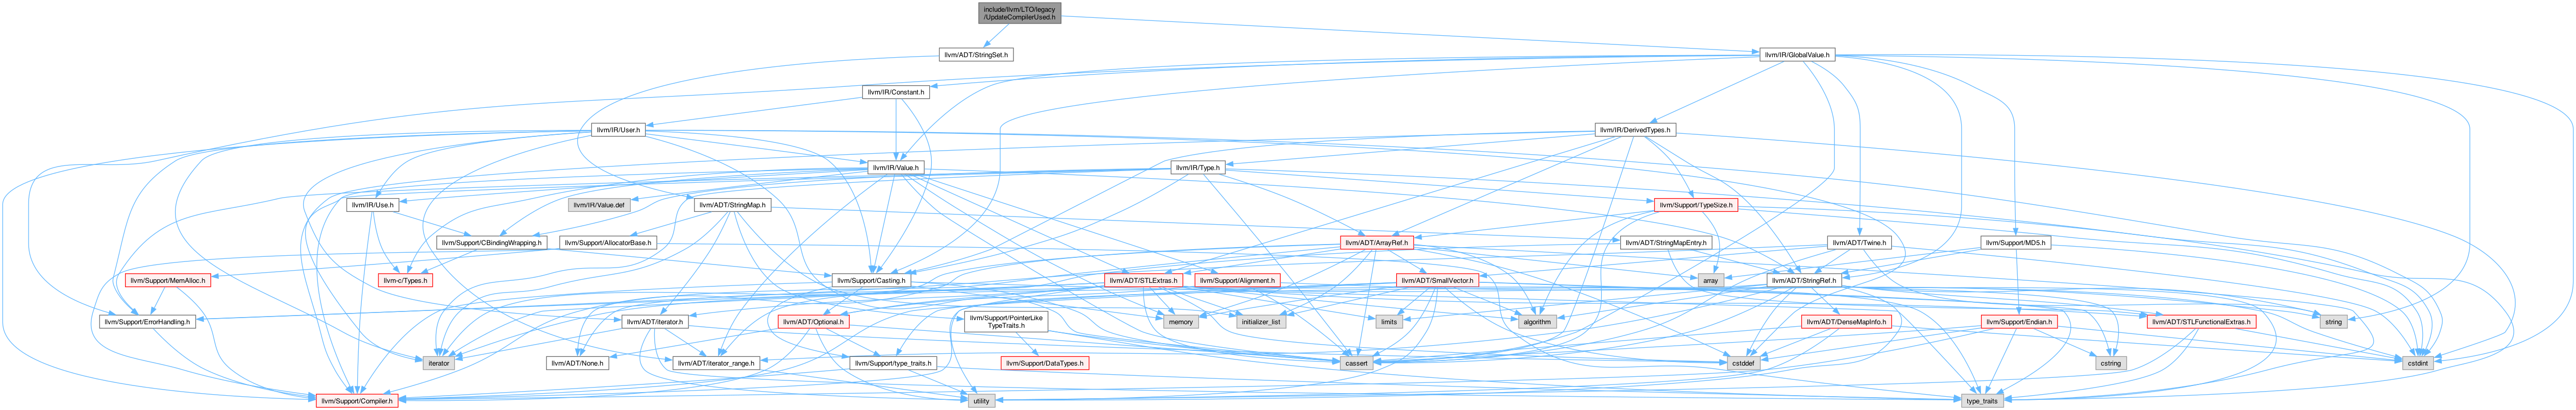 include/llvm/LTO/legacy
/UpdateCompilerUsed.h
llvm/ADT/StringSet.h
llvm/IR/GlobalValue.h
llvm/IR/Constant.h
llvm/IR/User.h
llvm/IR/DerivedTypes.h
llvm/IR/Value.h
llvm/IR/Type.h
llvm/IR/Use.h
llvm/IR/Value.def
llvm/ADT/StringMap.h
llvm/Support/TypeSize.h
llvm/Support/CBindingWrapping.h
llvm/Support/AllocatorBase.h
llvm/ADT/ArrayRef.h
llvm/ADT/StringMapEntry.h
llvm/ADT/Twine.h
llvm/Support/MD5.h
llvm/Support/MemAlloc.h
llvm-c/Types.h
llvm/Support/Casting.h
llvm/ADT/STLExtras.h
llvm/Support/Alignment.h
llvm/ADT/SmallVector.h
array
llvm/ADT/StringRef.h
llvm/Support/ErrorHandling.h
llvm/ADT/iterator.h
llvm/ADT/Optional.h
llvm/Support/PointerLike
TypeTraits.h
memory
initializer_list
limits
algorithm
llvm/ADT/DenseMapInfo.h
llvm/Support/Endian.h
llvm/ADT/STLFunctionalExtras.h
string
iterator
llvm/ADT/None.h
llvm/ADT/iterator_range.h
llvm/Support/type_traits.h
llvm/Support/DataTypes.h
cassert
cstddef
cstring
cstdint
llvm/Support/Compiler.h
utility
type_traits